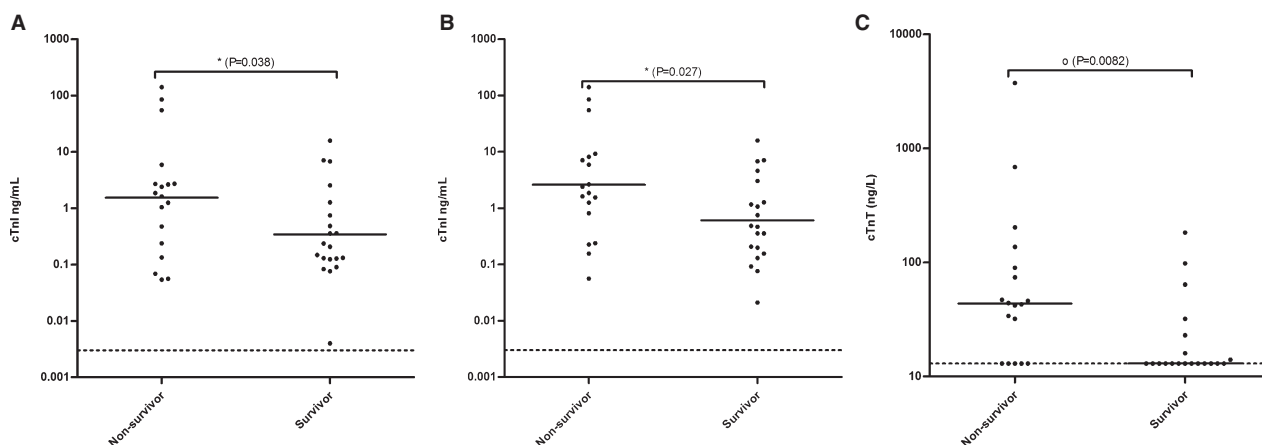 A
1000
100
10
1
0.1
0.01
0.001
cTnI ng/mL
* (P=0.038)
Non-survivor
Survivor
B
1000
100
10
1
0.1
0.01
0.001
cTnI ng/mL
* (P=0.027)
Non-survivor
Survivor
C
10000
1000
100
10
cTnT (ng/L)
o (P=0.0082)
Non-survivor
Survivor